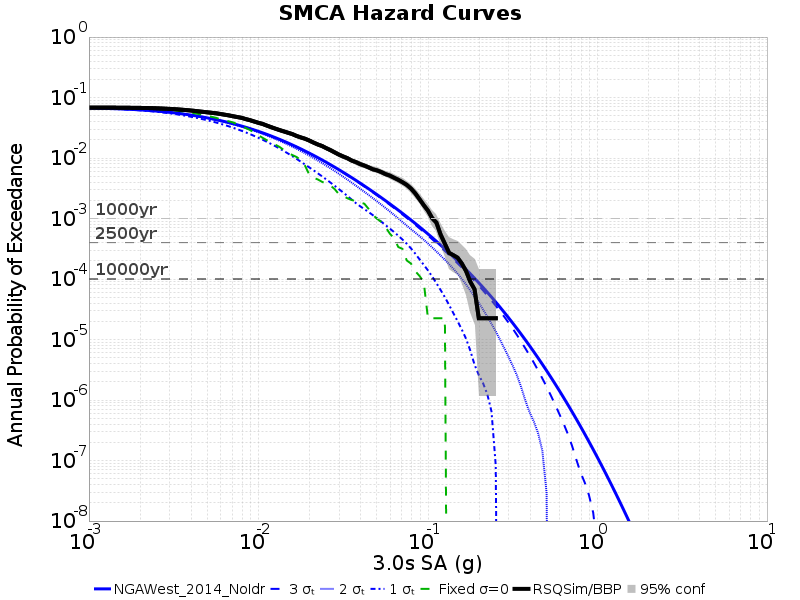 SMCA Hazard Curves
Annual Probability of Exceedance
10^0
10^-1
10^-2
10^-3
10^-4
10^-5
10^-6
10^-7
10^-8
1000yr
2500yr
10000yr
10^-3 10^-2 10^-1 10^0 10^1
3.0s SA (g)
NGAWest_2014_NoIdr 3 σₜ 2 σₜ 1 σₜ Fixed σ=0 RSQSim/BBP 95% conf